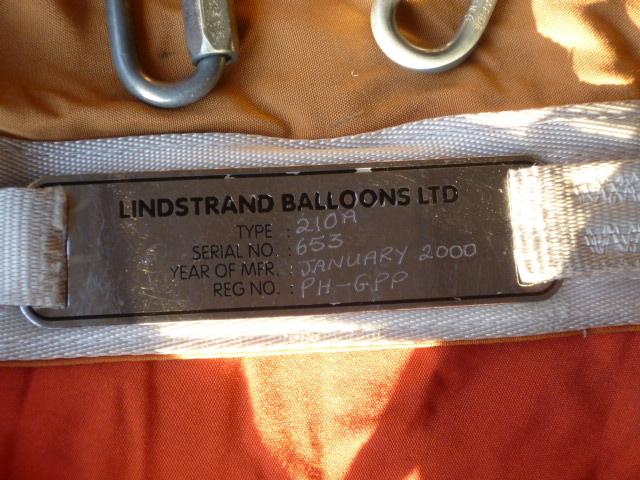 LINDSTRAND BALLOONS LTD
TYPE : 210A
SERIAL NO. : 653
YEAR OF MFR. : JANUARY 2000
REG NO. : PH-GPP